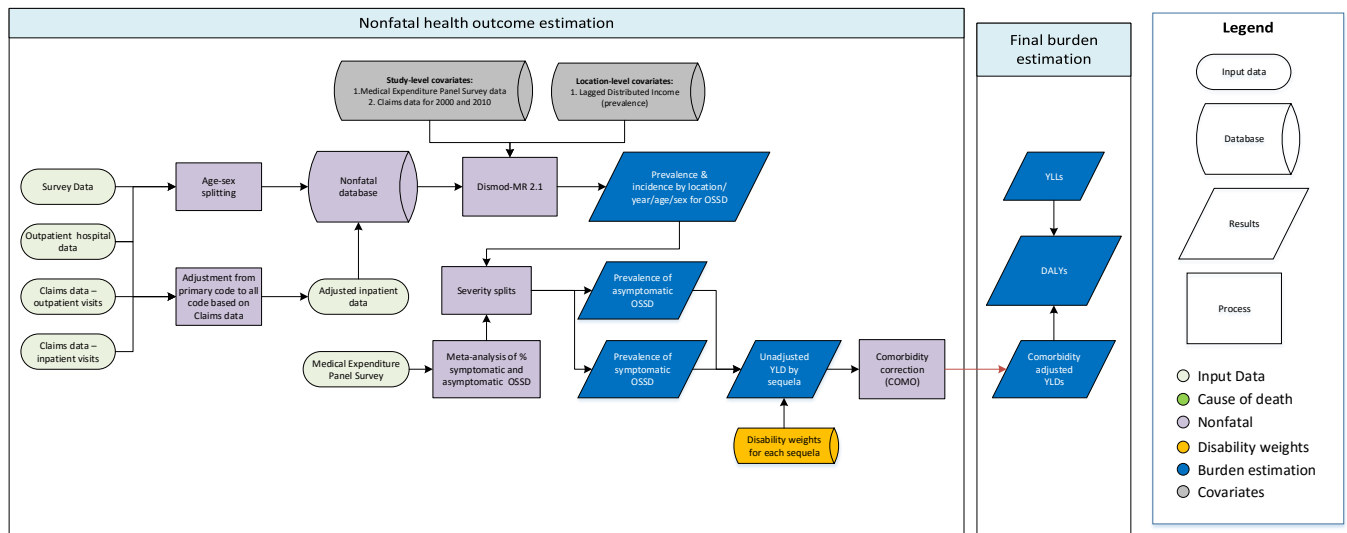 Nonfatal health outcome estimation
Study-level covariates:
1.Medical Expenditure Panel Survey data
2. Claims data for 2000 and 2010
Location-level covariates:
1. Lagged Distributed Income
(prevalence)
Survey Data
Age-sex
splitting
Nonfatal
database
Dismod-MR 2.1
Prevalence &
incidence by location/
year/age/sex for OSSD
Outpatient hospital
data
Claims data –
outpatient visits
Adjustment from
primary code to all
code based on
Claims data
Adjusted inpatient
data
Severity splits
Prevalence of
asymptomatic
OSSD
Claims data –
inpatient visits
Medical Expenditure
Panel Survey
Meta-analysis of %
symptomatic and
asymptomatic OSSD
Prevalence of
symptomatic
OSSD
Unadjusted
YLD by
sequela
Comorbidity
correction
(COMO)
Disability weights
for each sequela
Final burden
estimation
YLLs
DALYs
Comorbidity
adjusted
YLDs
Legend
Input data
Database
Results
Process
Input Data
Cause of death
Nonfatal
Disability weights
Burden estimation
Covariates